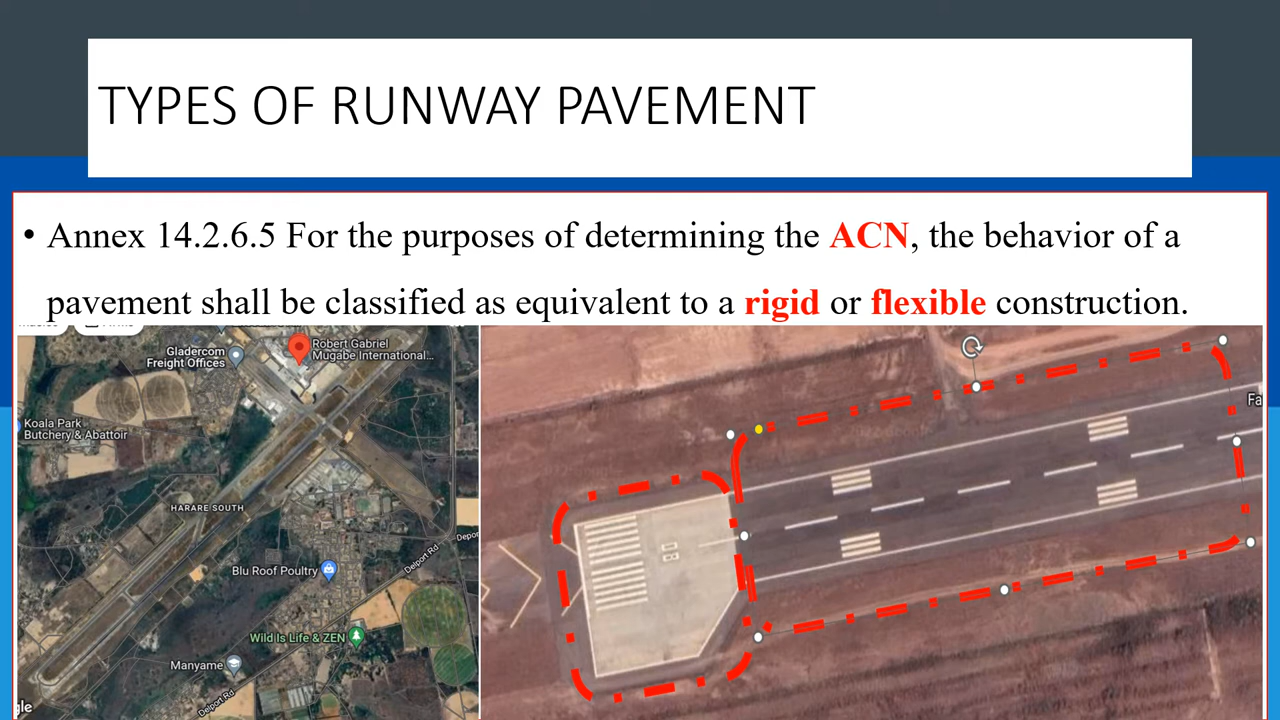 TYPES OF RUNWAY PAVEMENT
• Annex 14.2.6.5 For the purposes of determining the ACN, the behavior of a
pavement shall be classified as equivalent to a rigid or flexible construction.
Gladercom
Freight Offices
Robert Gabriel
Mugabe International...
Koala Park
Butchery & Abattoir
HARARE SOUTH
Blu Roof Poultry
Delport Rd
Depor
Wild Is Life & ZEN
Manyame
Delport Rd
gle
Fa
08